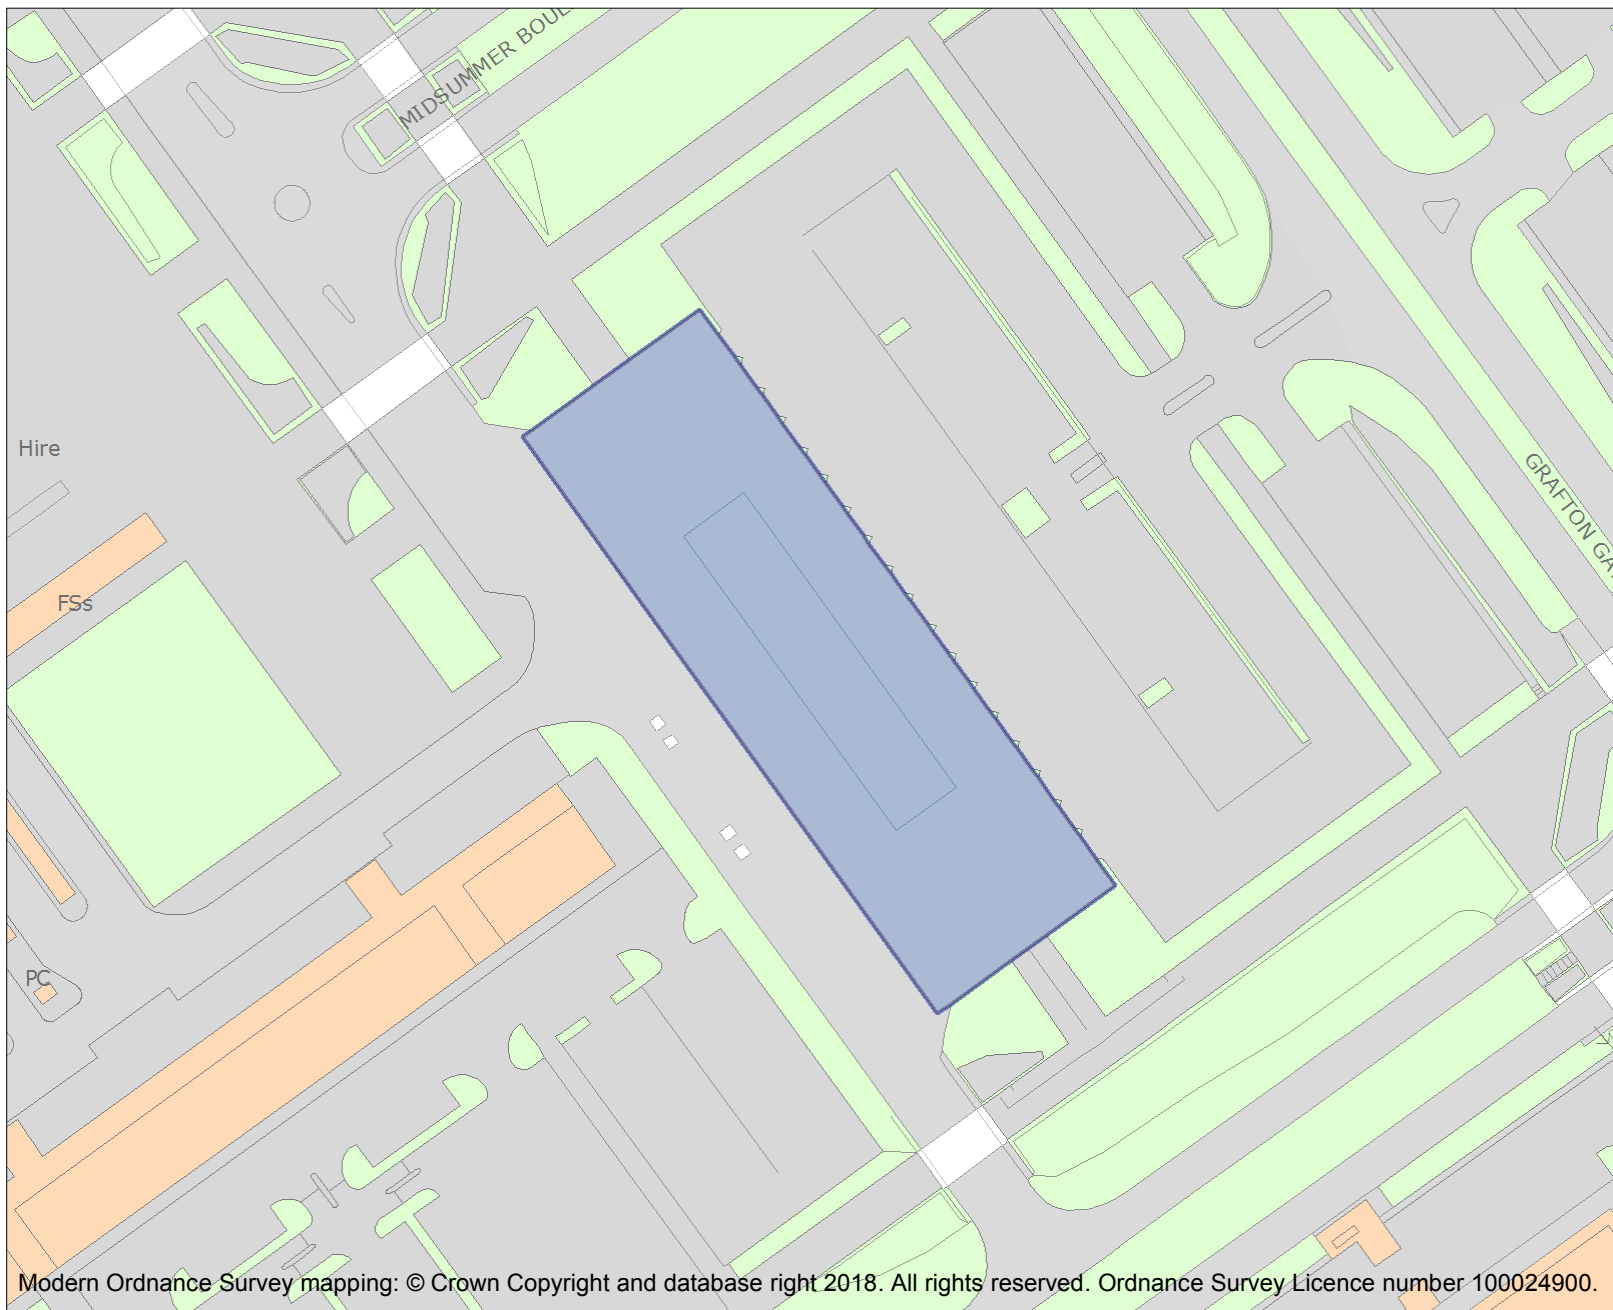 MIDSUMMER BOUL
Hire
GRAFTON GA
FSs
PC
Modern Ordnance Survey mapping: © Crown Copyright and database right 2018. All rights reserved. Ordnance Survey Licence number 100024900.